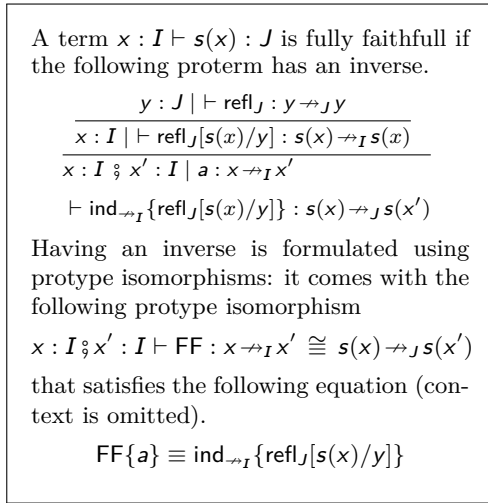 A term x : I ⊢ s(x) : J is fully faithfull if
the following proterm has an inverse.
y : J | ⊢ refl_J : y ⇸_J y
x : I | ⊢ refl_J[s(x)/y] : s(x) ⇸_I s(x)
x : I ⨟ x′ : I | a : x ⇸_I x′
⊢ ind_{⇸_I}{refl_J[s(x)/y]} : s(x) ⇸_J s(x′)
Having an inverse is formulated using
protype isomorphisms: it comes with the
following protype isomorphism
x : I ⨟ x′ : I ⊢ FF : x ⇸_I x′ ≅ s(x) ⇸_J s(x′)
that satisfies the following equation (con-
text is omitted).
FF{a} ≡ ind_{⇸_I}{refl_J[s(x)/y]}